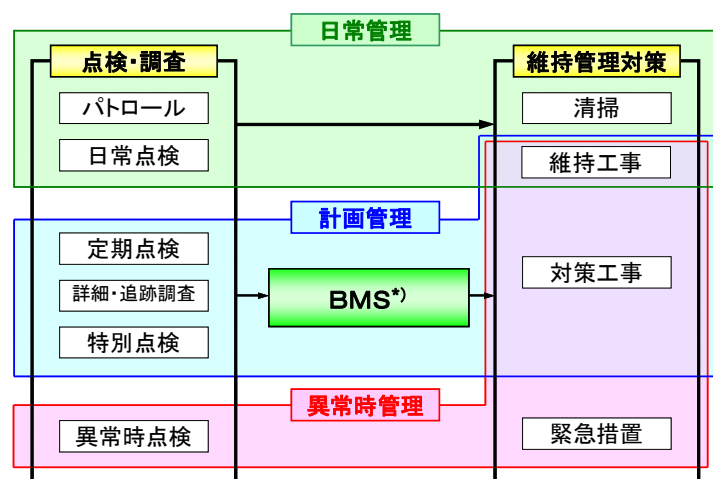 日常管理
点検・調査
維持管理対策
パトロール
清掃
日常点検
維持工事
計画管理
定期点検
対策工事
詳細・追跡調査
BMS*)
特別点検
異常時管理
異常時点検
緊急措置